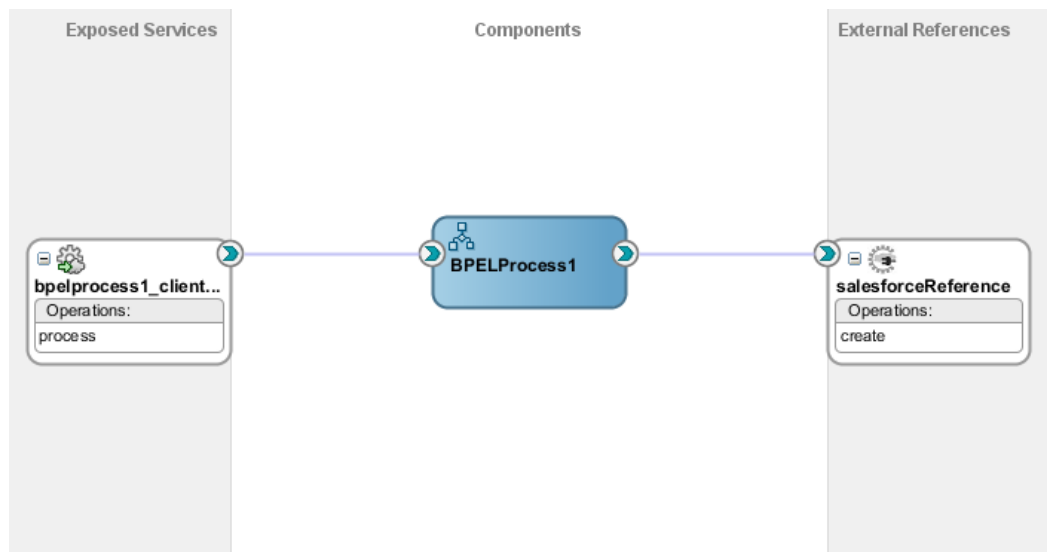 Exposed Services
Components
External References
bpelprocess1_client...
Operations:
process
BPELProcess1
salesforceReference
Operations:
create